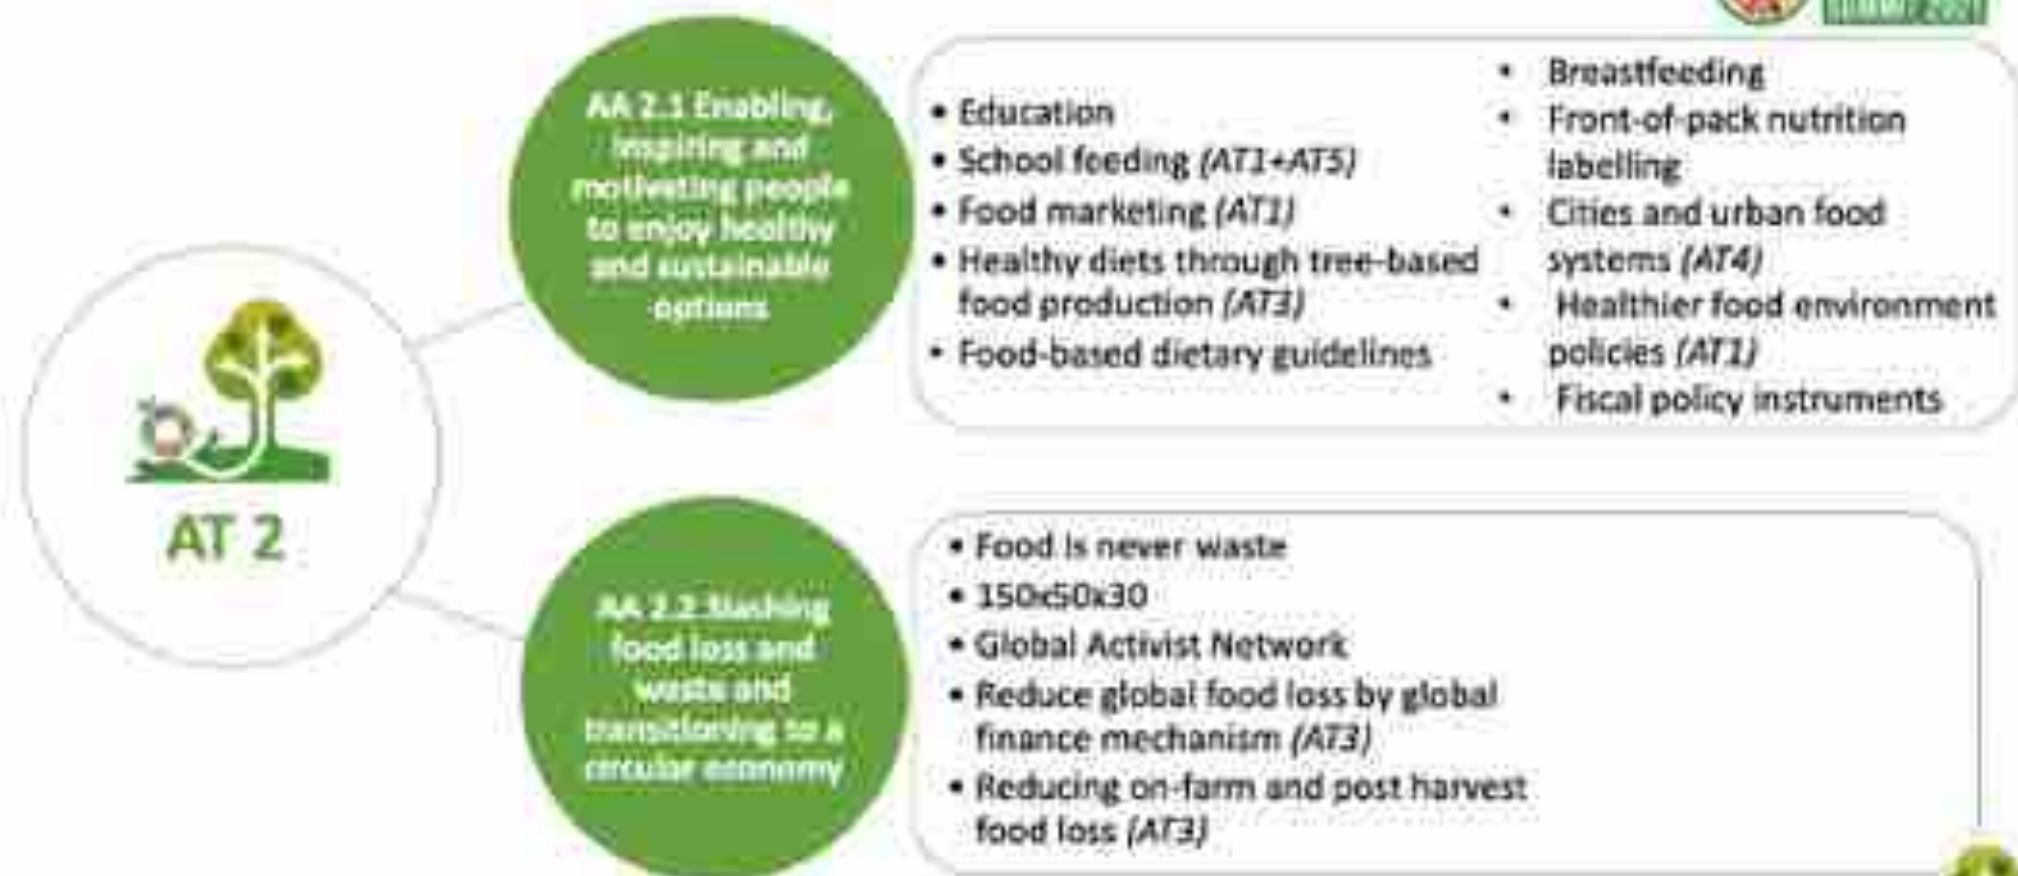 SUMMIT 2021
AA 2.1 Enabling,
inspiring and
motivating people
to enjoy healthy
and sustainable
options
• Education
• School feeding (AT1+AT5)
• Food marketing (AT1)
• Healthy diets through tree-based
food production (AT3)
• Food-based dietary guidelines
• Breastfeeding
• Front-of-pack nutrition
labelling
• Cities and urban food
systems (AT4)
• Healthier food environment
policies (AT1)
• Fiscal policy instruments
AT 2
AA 2.2 Slashing
food loss and
waste and
transitioning to a
circular economy
• Food is never waste
• 150x50x30
• Global Activist Network
• Reduce global food loss by global
finance mechanism (AT3)
• Reducing on-farm and post harvest
food loss (AT3)